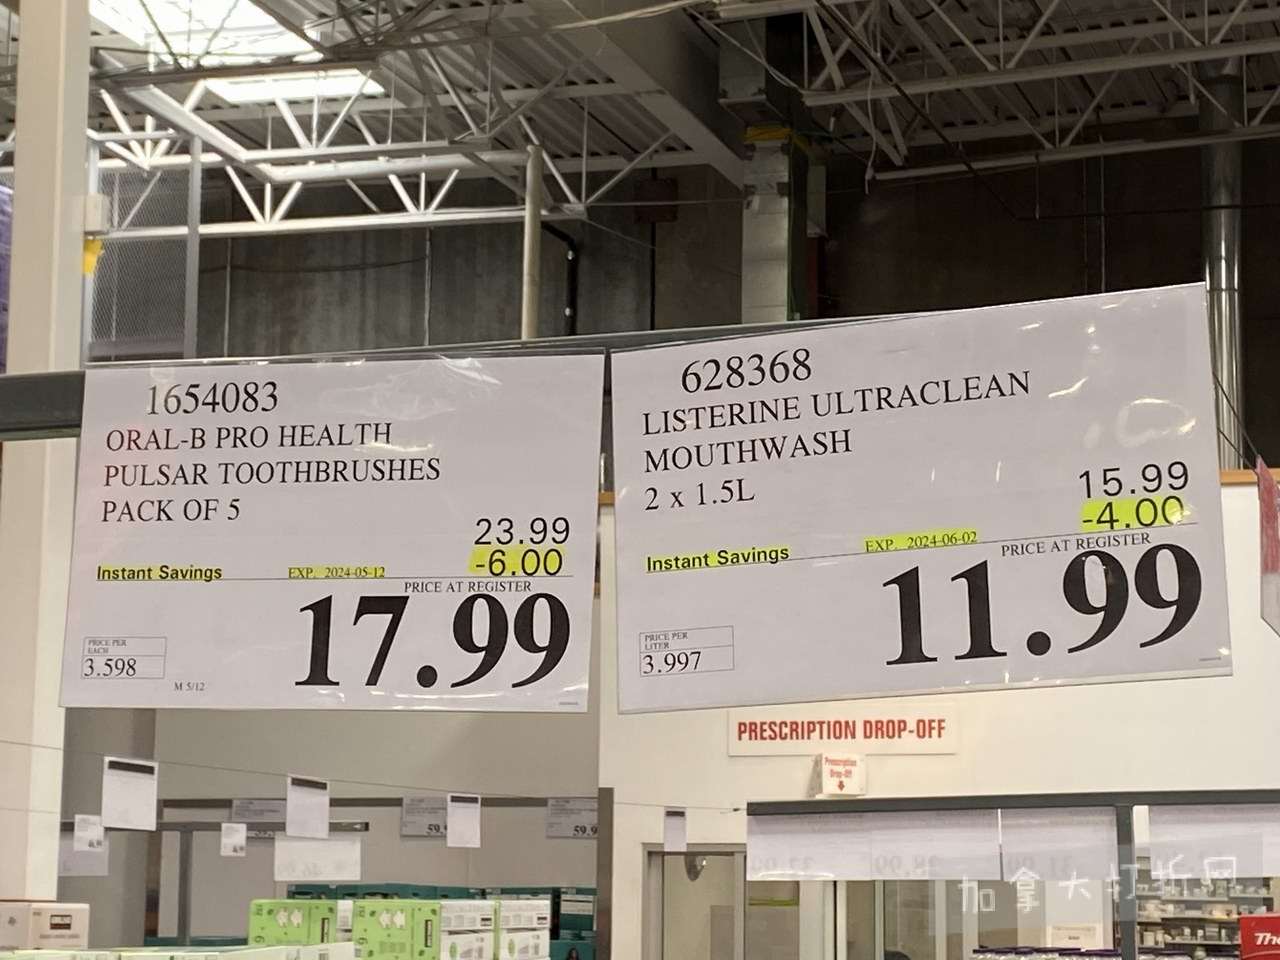 1654083
ORAL-B PRO HEALTH
PULSAR TOOTHBRUSHES
PACK OF 5
23.99
-6.00
Instant Savings EXP. 2024-05-12
PRICE AT REGISTER
17.99
PRICE PER
EACH
3.598
M 5/12
628368
LISTERINE ULTRACLEAN
MOUTHWASH
2 x 1.5L
15.99
-4.00
Instant Savings EXP. 2024-06-02
PRICE AT REGISTER
11.99
PRICE PER
LITER
3.997
PRESCRIPTION DROP-OFF
Prescription
Drop-Off
加拿大打折网